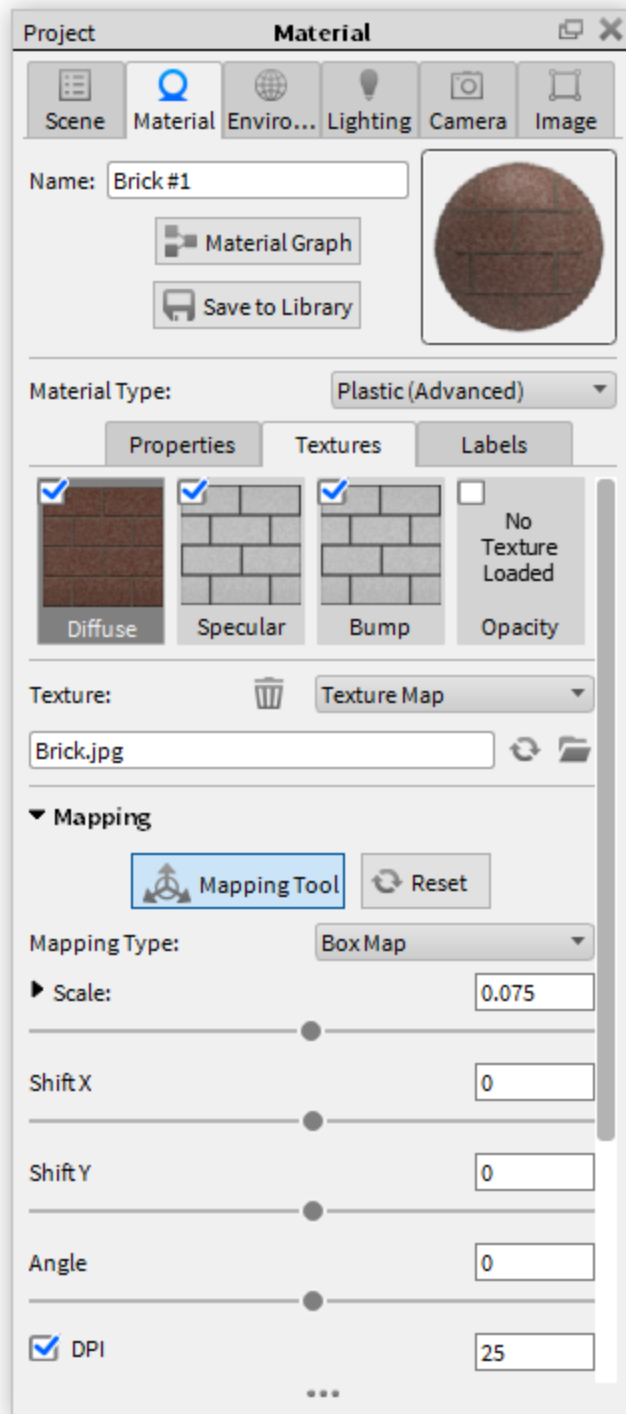 Project Material
Scene Material Enviro... Lighting Camera Image
Name: Brick #1
Material Graph
Save to Library
Material Type: Plastic (Advanced)
Properties Textures Labels
No
Texture
Loaded
Diffuse Specular Bump Opacity
Texture: Texture Map
Brick.jpg
Mapping
Mapping Tool Reset
Mapping Type: Box Map
Scale: 0.075
Shift X 0
Shift Y 0
Angle 0
DPI 25